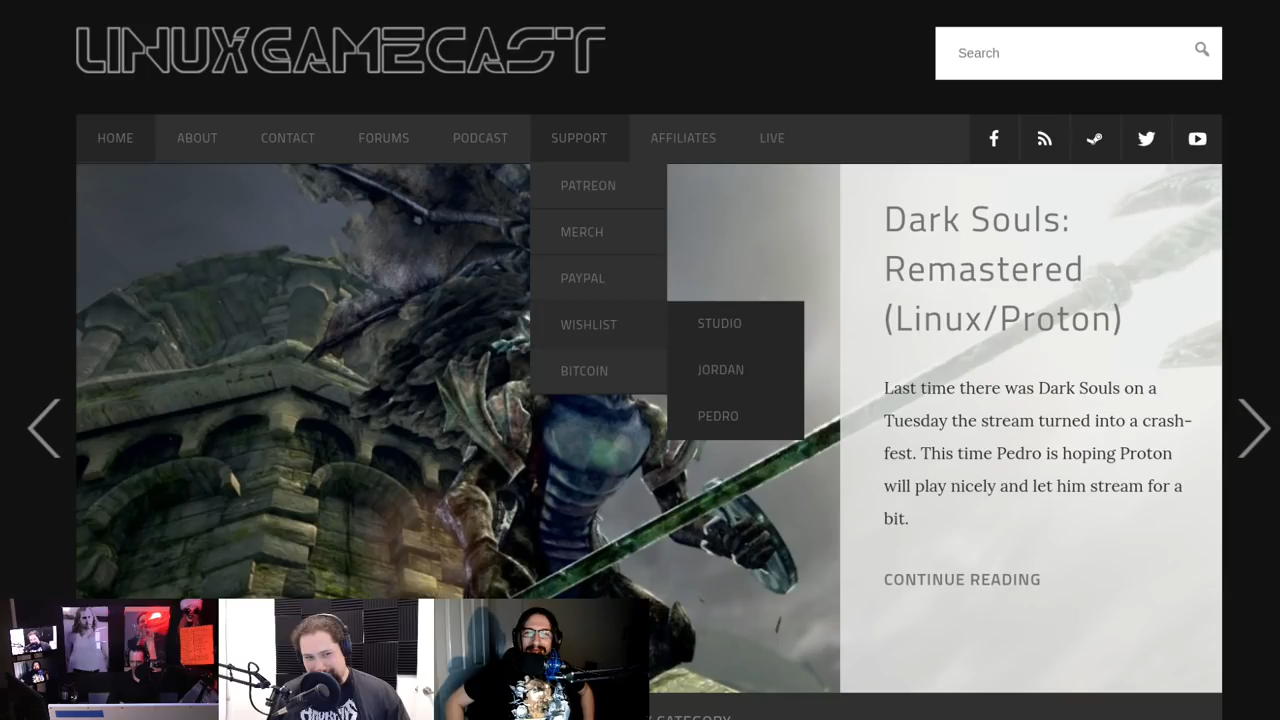 LINUXGAMECAST
Search
HOME ABOUT CONTACT FORUMS PODCAST SUPPORT AFFILIATES LIVE
PATREON
MERCH
PAYPAL
WISHLIST
BITCOIN
STUDIO
JORDAN
PEDRO
Dark Souls:
Remastered
(Linux/Proton)
Last time there was Dark Souls on a
Tuesday the stream turned into a crash-
fest. This time Pedro is hoping Proton
will play nicely and let him stream for a
bit.
CONTINUE READING
CATEGORY